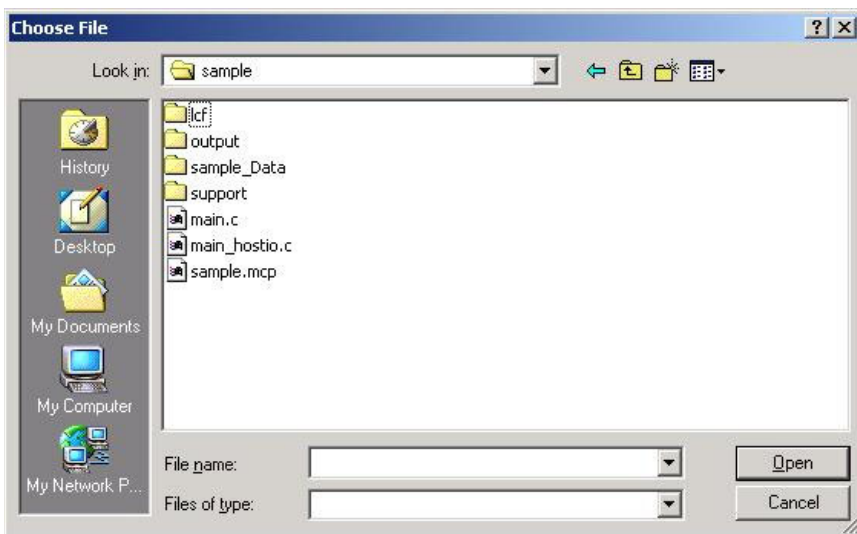 Choose File
Look in: sample
History
Desktop
My Documents
My Computer
My Network P...
lcf
output
sample_Data
support
main.c
main_hostio.c
sample.mcp
File name:
Open
Files of type:
Cancel